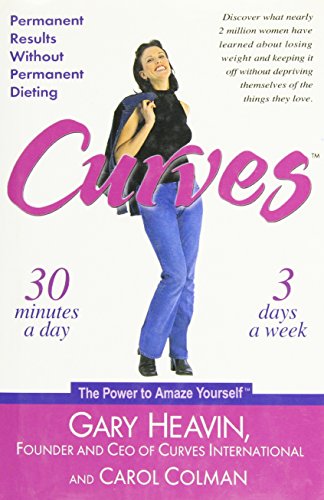 Permanent
Results
Without
Permanent
Dieting
Discover what nearly
2 million women have
learned about losing
weight and keeping it
off without depriving
themselves of the
things they love.
Curves™
30
minutes
a day
3
days
a week
The Power to Amaze Yourself™
GARY HEAVIN,
FOUNDER AND CEO OF CURVES INTERNATIONAL
AND CAROL COLMAN